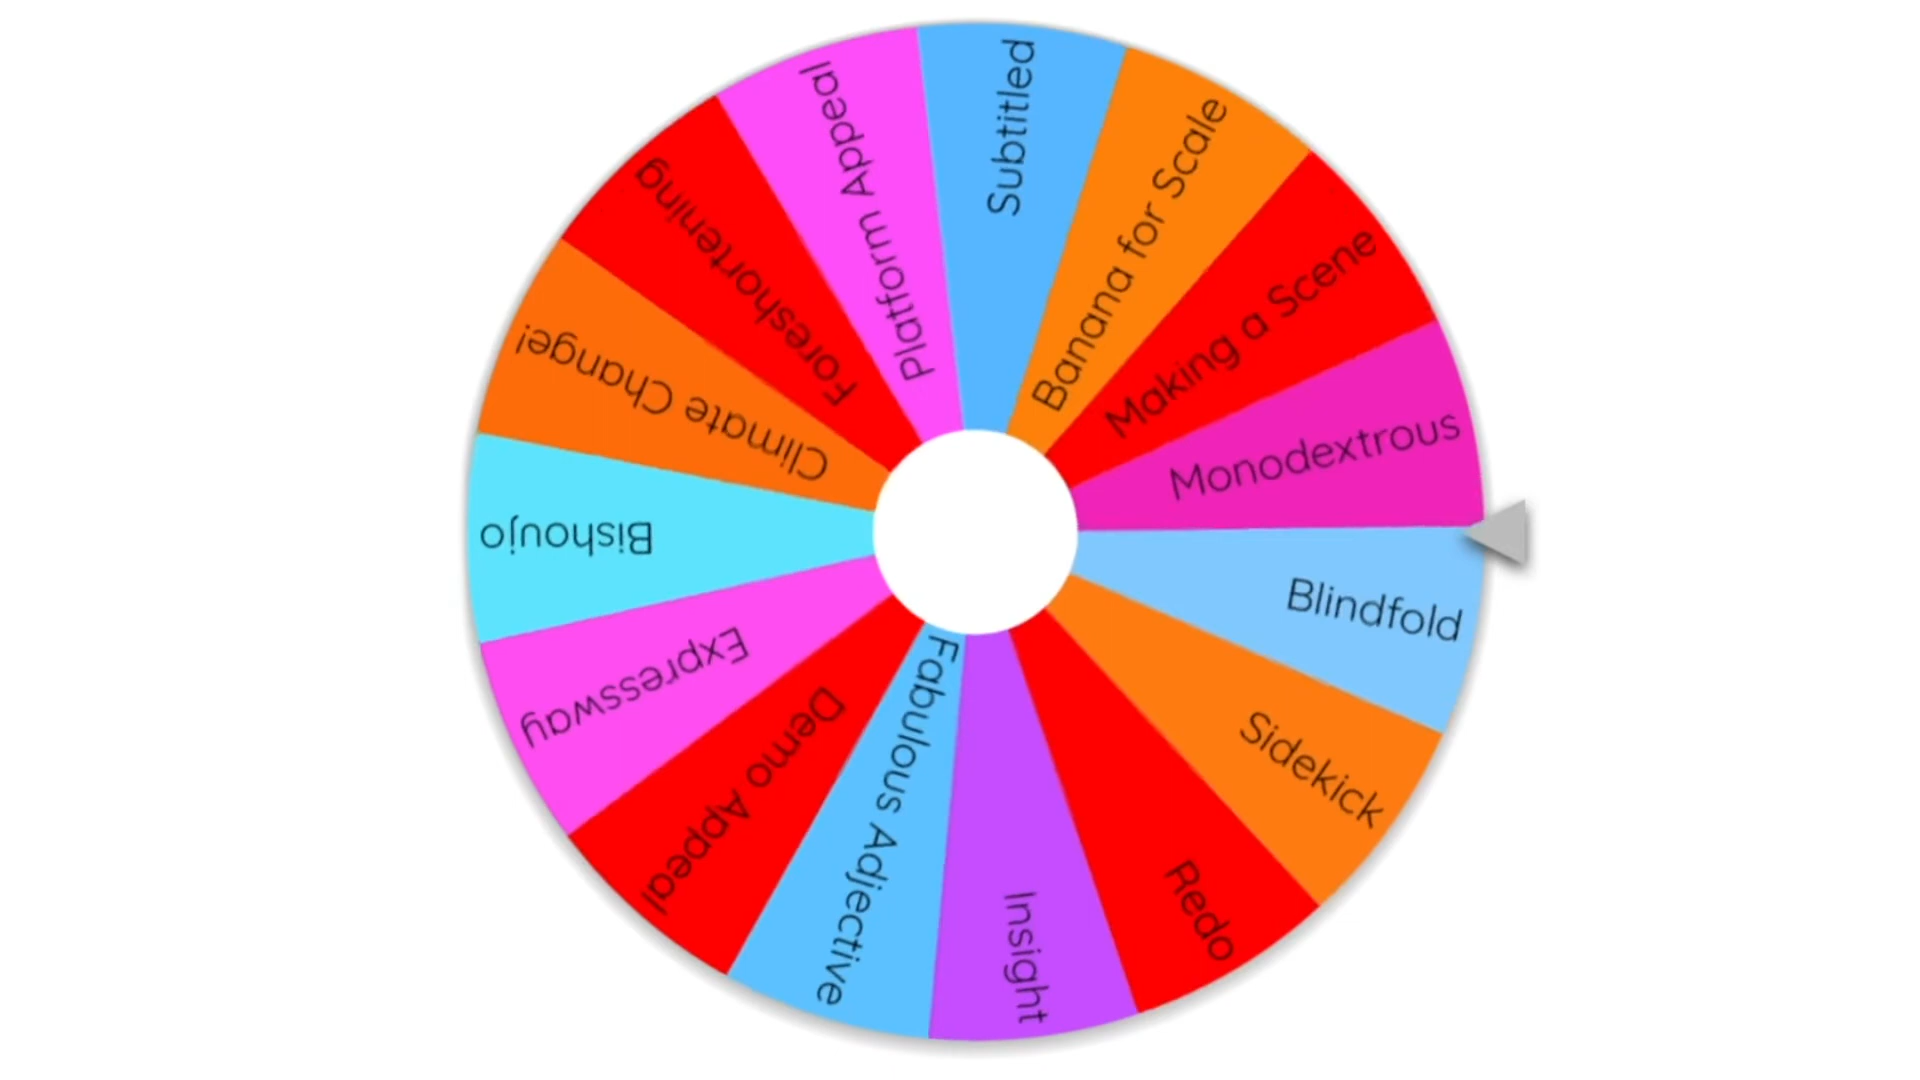 Subtitled
Banana for Scale
Making a Scene
Monodextrous
Blindfold
Sidekick
Redo
Insight
Fabulous Adjective
Demo Appeal
Expressway
Bishoujo
Climate Change!
Foreshortening
Platform Appeal